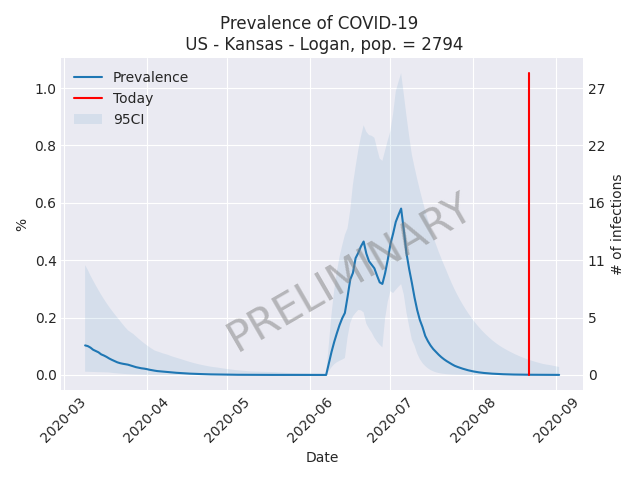 Prevalence of COVID-19
US - Kansas - Logan, pop. = 2794
Prevalence
Today
95CI
PRELIMINARY
%
1.0
0.8
0.6
0.4
0.2
0.0
27
22
16
11
5
0
# of infections
2020-03
2020-04
2020-05
2020-06
2020-07
2020-08
2020-09
Date